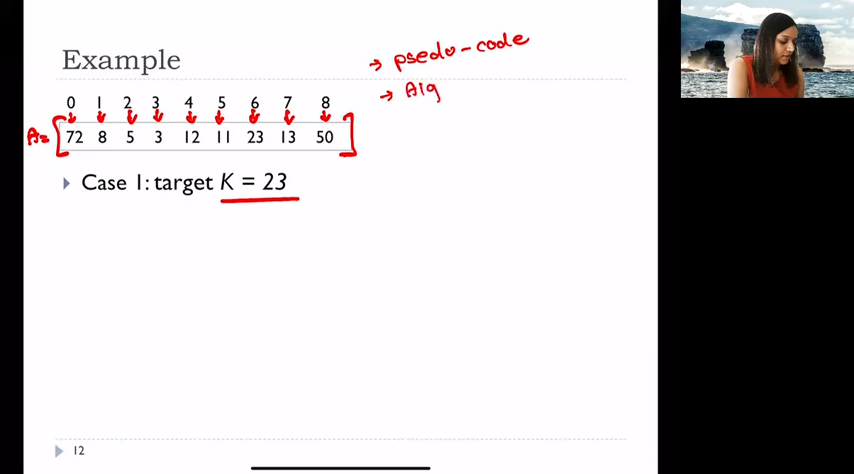 Example
→ psedo-code
→ Alg
0 1 2 3 4 5 6 7 8
A= [72 8 5 3 12 11 23 13 50]
Case 1: target K = 23
12